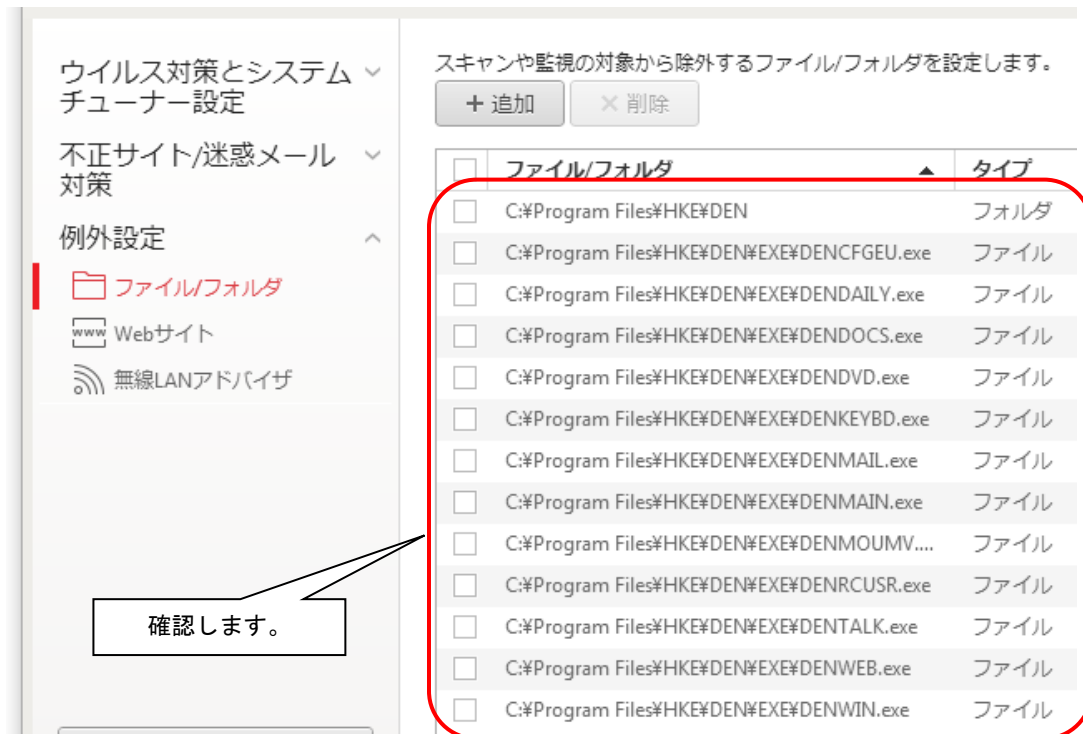 ウイルス対策とシステム
チューナー設定
不正サイト/迷惑メール
対策
例外設定
ファイル/フォルダ
www Webサイト
無線LANアドバイザ
確認します。
スキャンや監視の対象から除外するファイル/フォルダを設定します。
+ 追加 × 削除
ファイル/フォルダ ▲ タイプ
C:¥Program Files¥HKE¥DEN フォルダ
C:¥Program Files¥HKE¥DEN¥EXE¥DENCFGEU.exe ファイル
C:¥Program Files¥HKE¥DEN¥EXE¥DENDAILY.exe ファイル
C:¥Program Files¥HKE¥DEN¥EXE¥DENDOCS.exe ファイル
C:¥Program Files¥HKE¥DEN¥EXE¥DENDVD.exe ファイル
C:¥Program Files¥HKE¥DEN¥EXE¥DENKEYBD.exe ファイル
C:¥Program Files¥HKE¥DEN¥EXE¥DENMAIL.exe ファイル
C:¥Program Files¥HKE¥DEN¥EXE¥DENMAIN.exe ファイル
C:¥Program Files¥HKE¥DEN¥EXE¥DENMOUMV.... ファイル
C:¥Program Files¥HKE¥DEN¥EXE¥DENRCUSR.exe ファイル
C:¥Program Files¥HKE¥DEN¥EXE¥DENTALK.exe ファイル
C:¥Program Files¥HKE¥DEN¥EXE¥DENWEB.exe ファイル
C:¥Program Files¥HKE¥DEN¥EXE¥DENWIN.exe ファイル